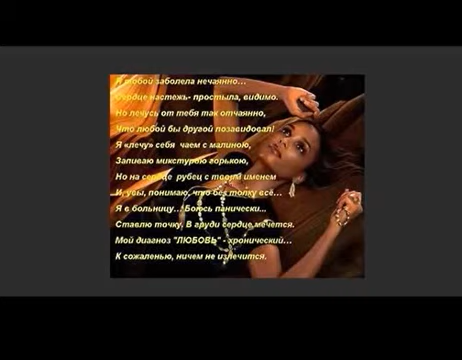 Я тобой заболела нечаянно...
Сердце настежь- простыла, видимо.
Но лечусь от тебя так отчаянно,
Что любой бы другой позавидовал!
Я «лечу» себя чаем с малиною,
Запиваю микстурою горькою,
Но на сердце рубец с твоим именем
И, увы, понимаю, что без толку всё...
Я в больницу...! Боюсь панически...
Ставлю точку, В груди сердце мечется.
Мой диагноз "ЛЮБОВЬ" - хронический...
К сожаленью, ничем не излечится.